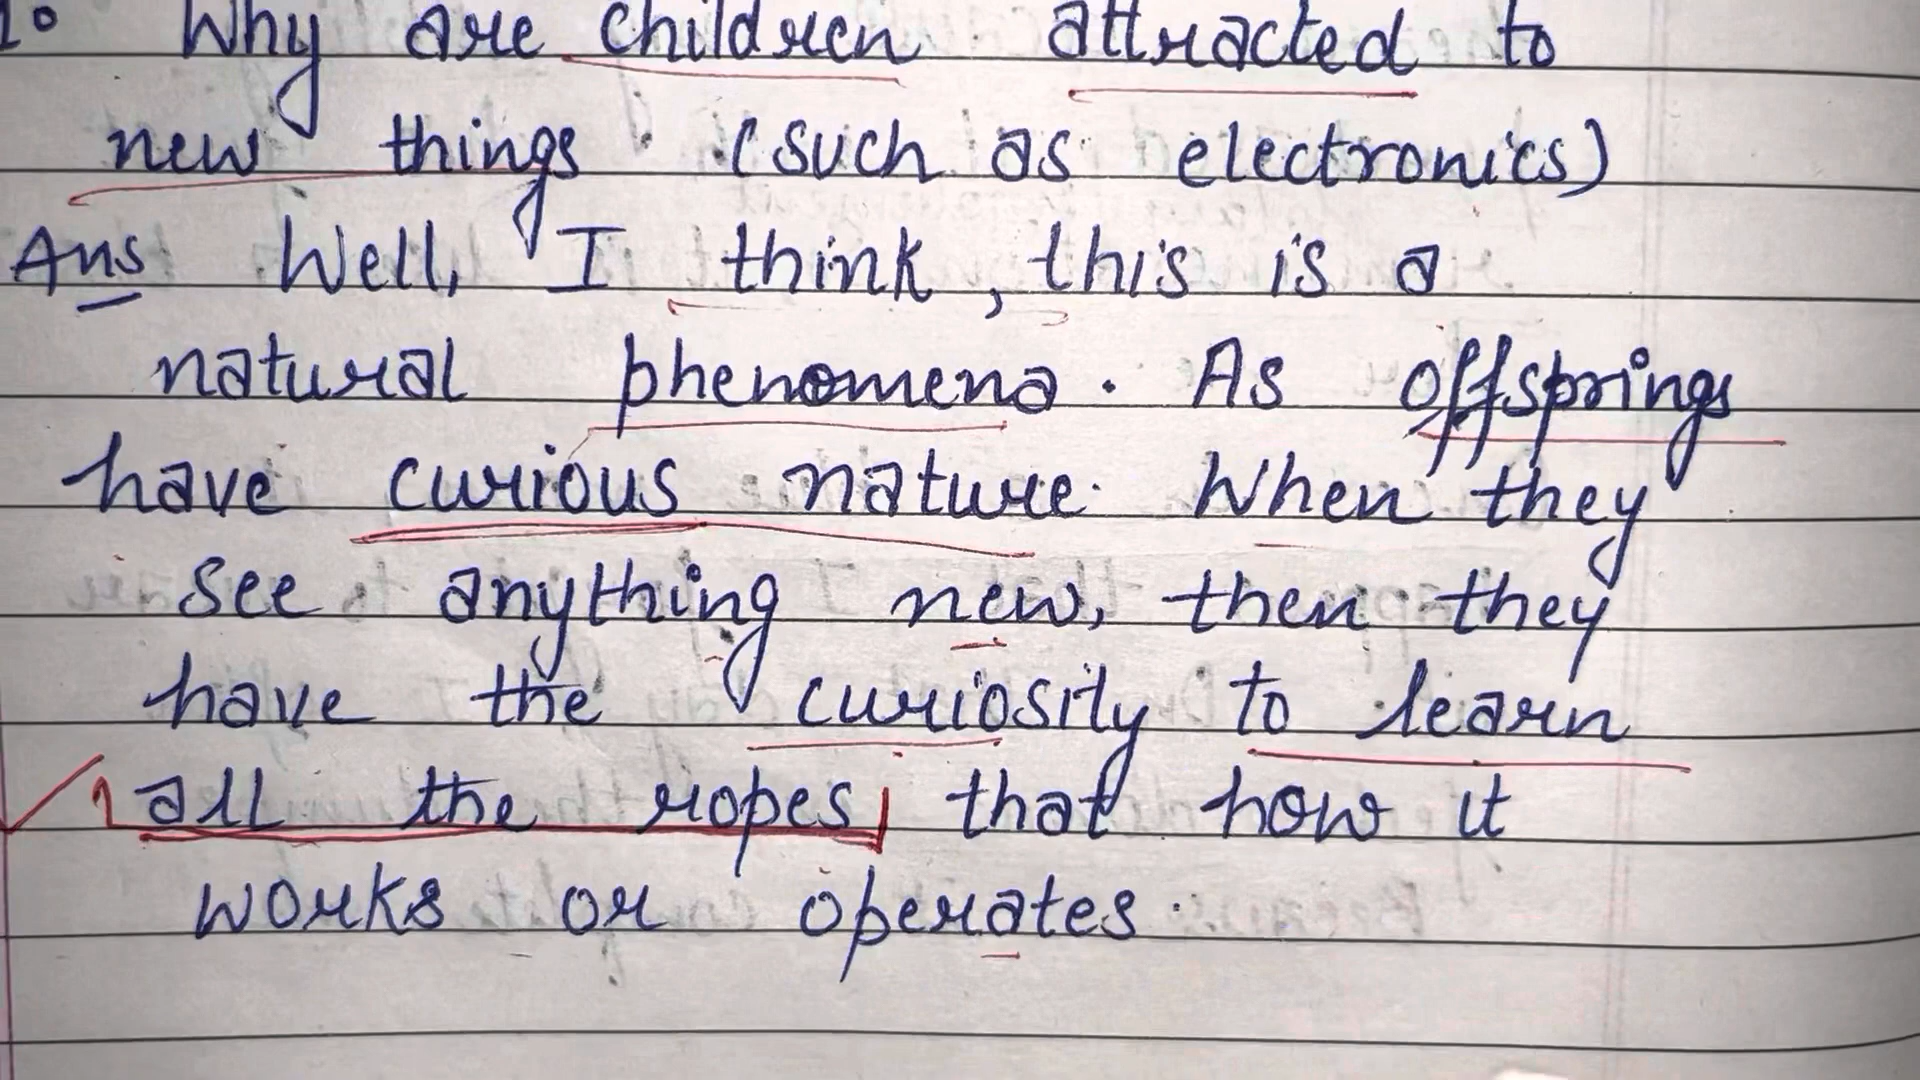 1. Why are children attracted to
new things (such as electronics)
Ans Well, I think, this is a
natural phenomena. As offsprings
have curious nature. When they
see anything new, then they
have the curiosity to learn
all the ropes that how it
works or operates.